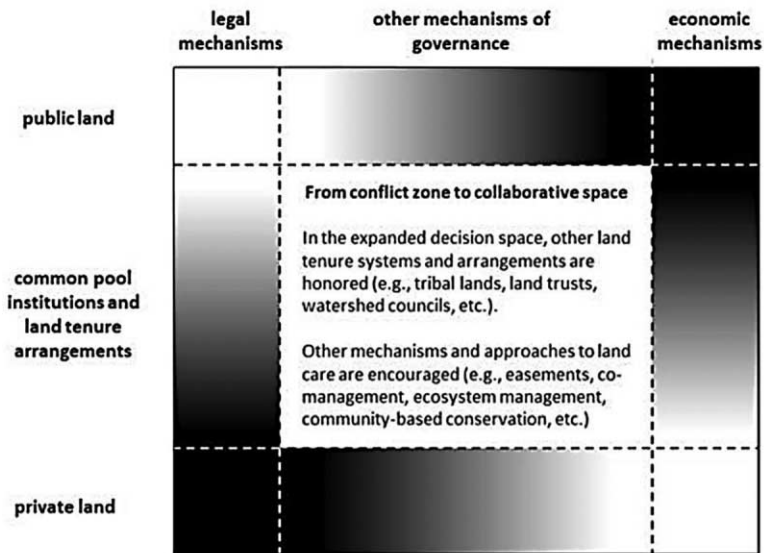 legal
mechanisms
other mechanisms of
governance
economic
mechanisms
public land
From conflict zone to collaborative space
In the expanded decision space, other land
tenure systems and arrangements are
honored (e.g., tribal lands, land trusts,
watershed councils, etc.).
common pool
institutions and
land tenure
arrangements
Other mechanisms and approaches to land
care are encouraged (e.g., easements, co-
management, ecosystem management,
community-based conservation, etc.)
private land